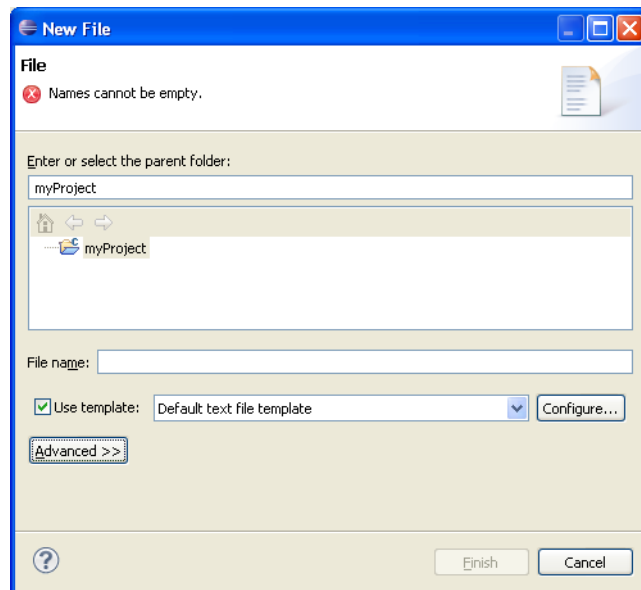 New File
File
Names cannot be empty.
Enter or select the parent folder:
myProject
myProject
File name:
Use template: Default text file template Configure...
Advanced >>
Finish Cancel